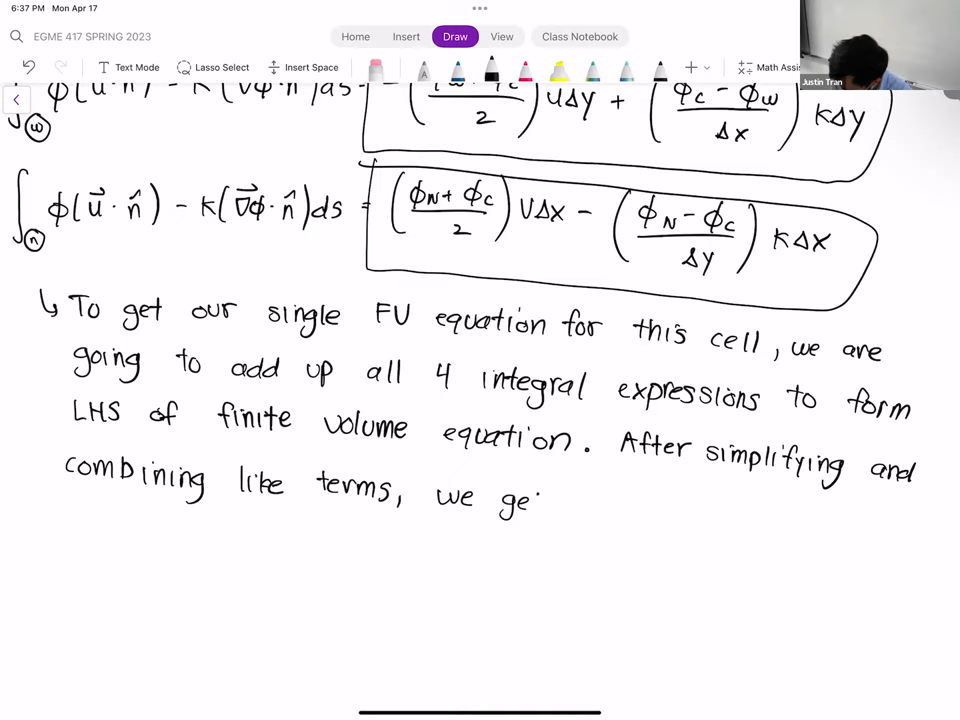 6:37 PM Mon Apr 17
EGME 417 SPRING 2023
Home Insert Draw View Class Notebook
Text Mode Lasso Select Insert Space Math Assis
Justin Tran
ϕ(u⃗·n̂) - K(∇⃗ϕ·n̂)ds = 2) UΔy + (ϕc - ϕw / Δx) KΔy
(w)
∫(n) ϕ(u⃗·n̂) - K(∇⃗ϕ·n̂)ds = (ϕN + ϕc / 2) VΔx - (ϕN - ϕc / Δy) KΔx
↳ To get our single FV equation for this cell, we are
going to add up all 4 integral expressions to form
LHS of finite volume equation. After simplifying and
combining like terms, we ge